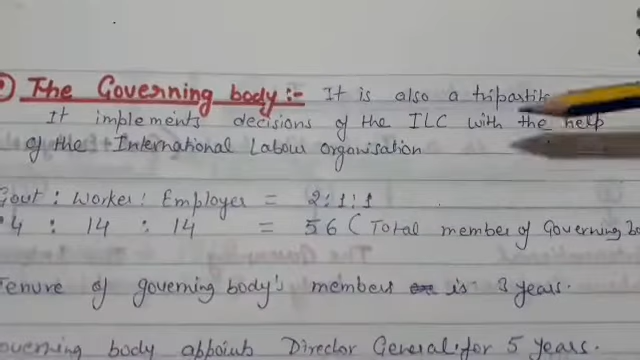 The Governing body :- It is also a tripartite
It implements decisions of the ILC with the help
of the International Labour organisation
Govt : Worker : Employer = 2:1:1
4 : 14 : 14 = 56 ( Total member of Governing bo
Tenure of governing body's members is 3 years.
overning body appoints Director General for 5 years.